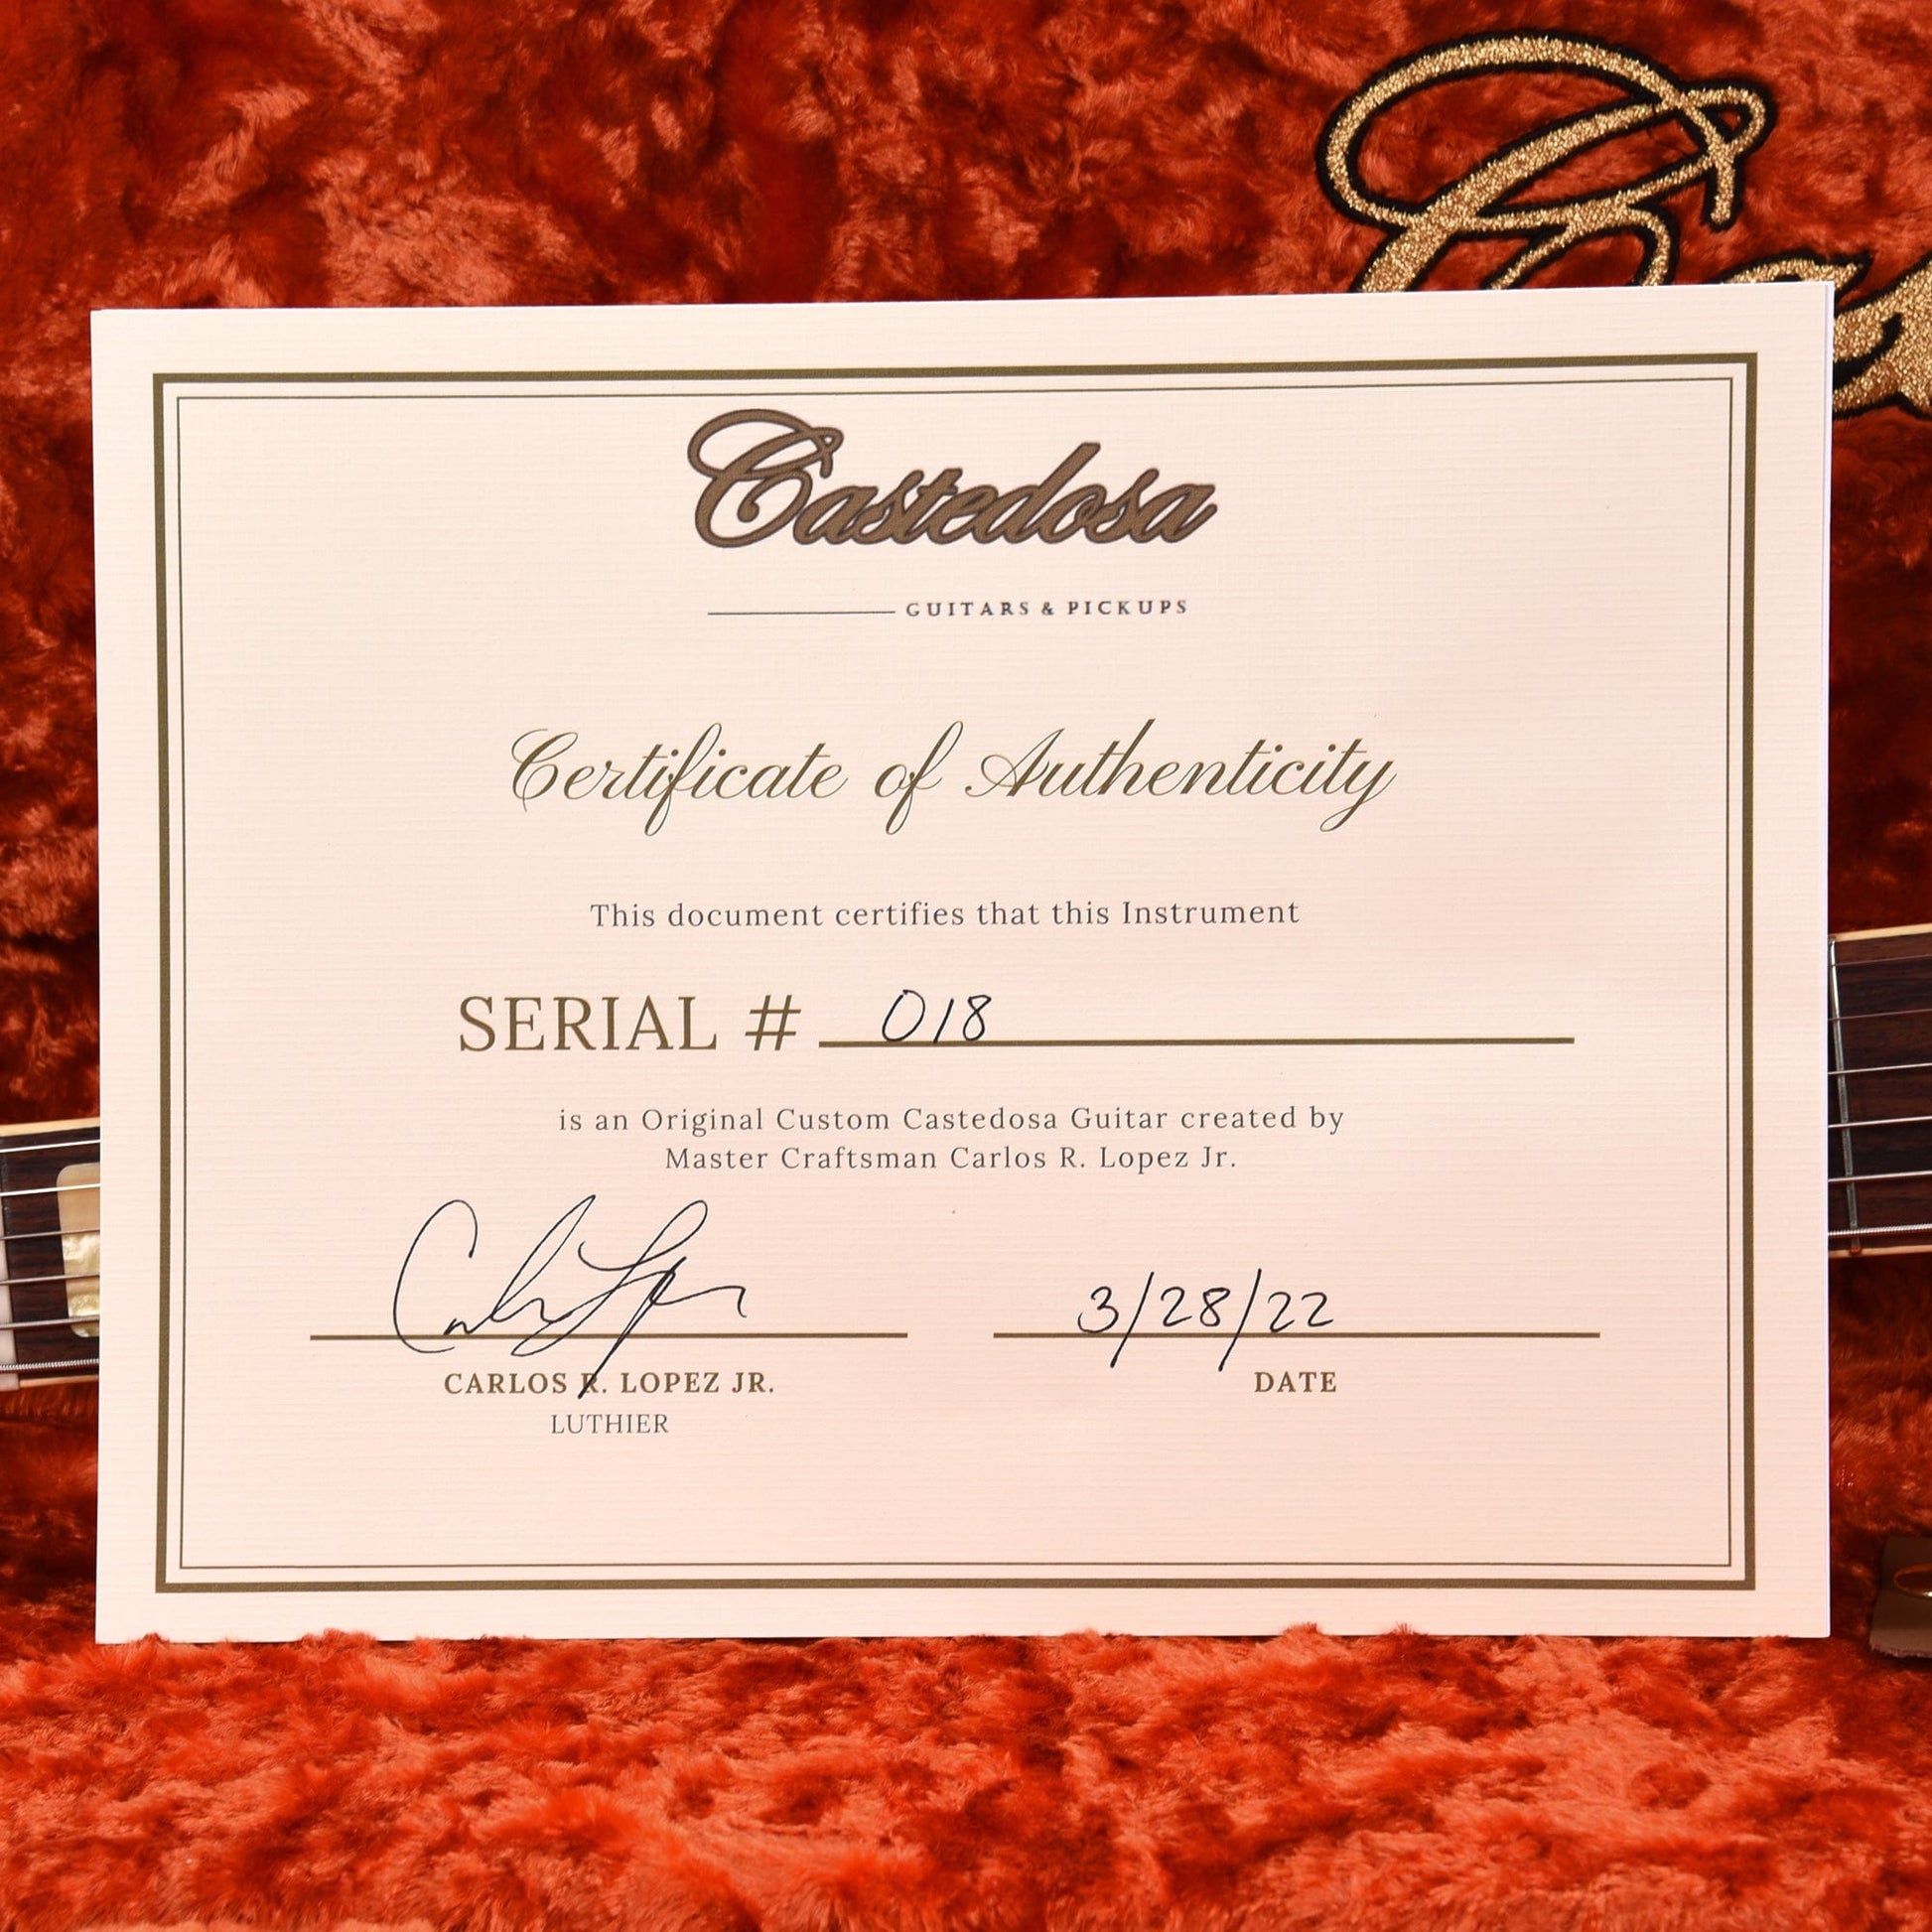 Cas
Castedosa
GUITARS & PICKUPS
Certificate of Authenticity
This document certifies that this Instrument
SERIAL # 018
is an Original Custom Castedosa Guitar created by
Master Craftsman Carlos R. Lopez Jr.
3/28/22
CARLOS R. LOPEZ JR. DATE
LUTHIER